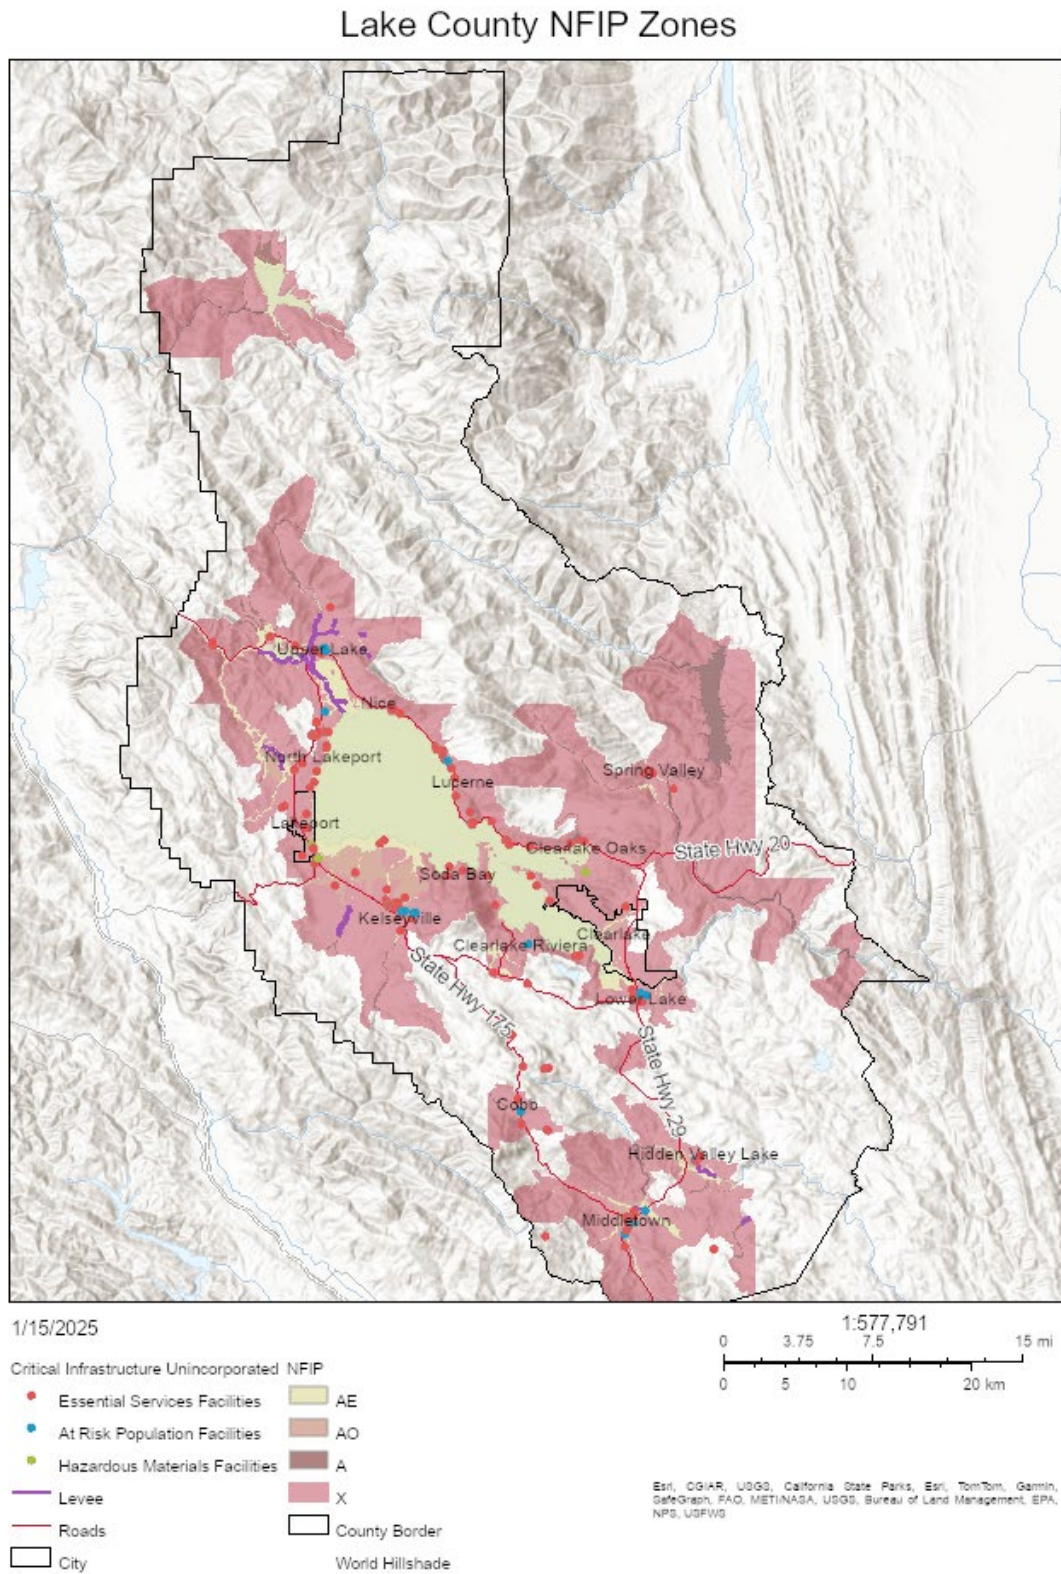 Lake County NFIP Zones
Upper Lake
Nice
North Lakeport
Lucerne
Spring Valley
Lakeport
Clearlake Oaks
State Hwy 20
Soda Bay
Kelseyville
Clearlake
Clearlake Riviera
State Hwy 175
Lower Lake
State Hwy 29
Cobb
Hidden Valley Lake
Middletown
1/15/2025
1:577,791
0 3.75 7.5 15 mi
0 5 10 20 km
Critical Infrastructure Unincorporated NFIP
Essential Services Facilities AE
At Risk Population Facilities AO
Hazardous Materials Facilities A
Levee X
Roads County Border
City World Hillshade
Esri, CGIAR, USGS, California State Parks, Esri, TomTom, Garmin,
SafeGraph, FAO, METI/NASA, USGS, Bureau of Land Management, EPA,
NPS, USFWS